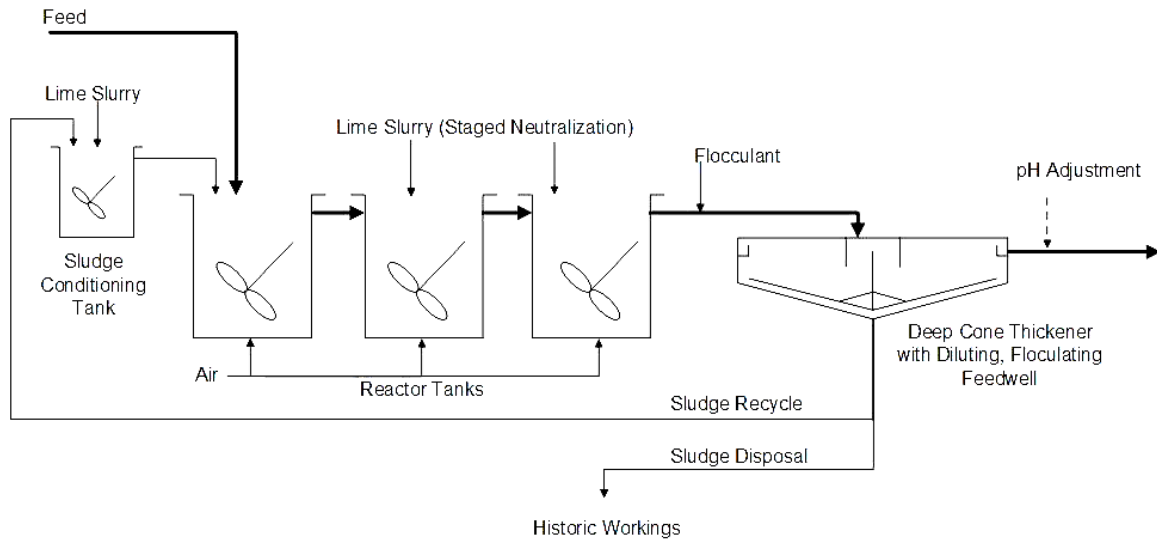 Feed
Lime Slurry
Lime Slurry (Staged Neutralization)
Flocculant
pH Adjustment
Sludge
Conditioning
Tank
Air
Reactor Tanks
Deep Cone Thickener
with Diluting, Floculating
Feedwell
Sludge Recycle
Sludge Disposal
Historic Workings